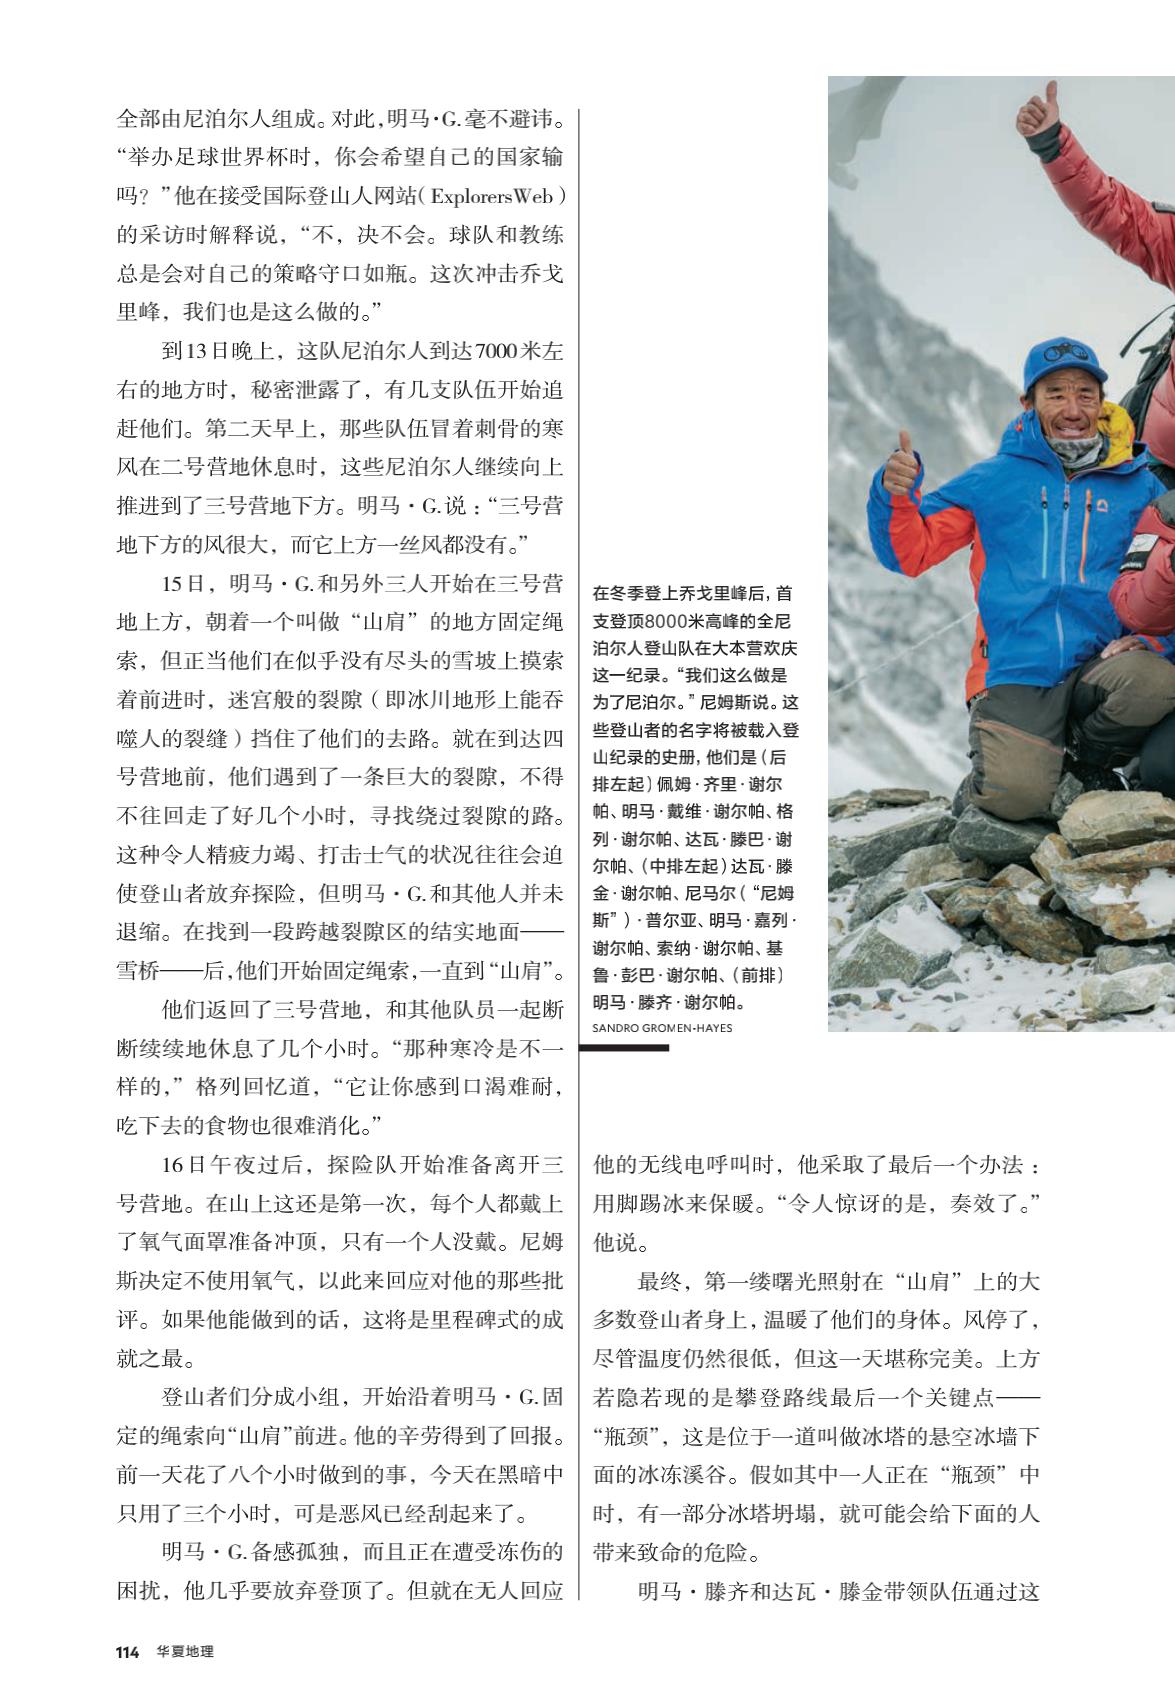 全部由尼泊尔人组成。对此,明马·G.毫不避讳。
“举办足球世界杯时，你会希望自己的国家输
吗？”他在接受国际登山人网站( ExplorersWeb )
的采访时解释说，“不，决不会。球队和教练
总是会对自己的策略守口如瓶。这次冲击乔戈
里峰，我们也是这么做的。”
到13日晚上，这队尼泊尔人到达7000米左
右的地方时，秘密泄露了，有几支队伍开始追
赶他们。第二天早上，那些队伍冒着刺骨的寒
风在二号营地休息时，这些尼泊尔人继续向上
推进到了三号营地下方。明马·G.说：“三号营
地下方的风很大，而它上方一丝风都没有。”
15日，明马·G.和另外三人开始在三号营
地上方，朝着一个叫做“山肩”的地方固定绳
索，但正当他们在似乎没有尽头的雪坡上摸索
着前进时，迷宫般的裂隙（即冰川地形上能吞
噬人的裂缝）挡住了他们的去路。就在到达四
号营地前，他们遇到了一条巨大的裂隙，不得
不往回走了好几个小时，寻找绕过裂隙的路。
这种令人精疲力竭、打击士气的状况往往会迫
使登山者放弃探险，但明马·G.和其他人并未
退缩。在找到一段跨越裂隙区的结实地面——
雪桥——后,他们开始固定绳索,一直到“山肩”。
他们返回了三号营地，和其他队员一起断
断续续地休息了几个小时。“那种寒冷是不一
样的，”格列回忆道，“它让你感到口渴难耐，
吃下去的食物也很难消化。”
16日午夜过后，探险队开始准备离开三
号营地。在山上这还是第一次，每个人都戴上
了氧气面罩准备冲顶，只有一个人没戴。尼姆
斯决定不使用氧气，以此来回应对他的那些批
评。如果他能做到的话，这将是里程碑式的成
就之最。
登山者们分成小组，开始沿着明马·G.固
定的绳索向“山肩”前进。他的辛劳得到了回报。
前一天花了八个小时做到的事，今天在黑暗中
只用了三个小时，可是恶风已经刮起来了。
明马·G.备感孤独，而且正在遭受冻伤的
困扰，他几乎要放弃登顶了。但就在无人回应
在冬季登上乔戈里峰后，首
支登顶8000米高峰的全尼
泊尔人登山队在大本营欢庆
这一纪录。“我们这么做是
为了尼泊尔。”尼姆斯说。这
些登山者的名字将被载入登
山纪录的史册，他们是（后
排左起）佩姆·齐里·谢尔
帕、明马·戴维·谢尔帕、格
列·谢尔帕、达瓦·滕巴·谢
尔帕、（中排左起）达瓦·滕
金·谢尔帕、尼马尔（“尼姆
斯”）·普尔亚、明马·嘉列·
谢尔帕、索纳·谢尔帕、基
鲁·彭巴·谢尔帕、（前排）
明马·滕齐·谢尔帕。
SANDRO GROMEN-HAYES
他的无线电呼叫时，他采取了最后一个办法：
用脚踢冰来保暖。“令人惊讶的是，奏效了。”
他说。
最终，第一缕曙光照射在“山肩”上的大
多数登山者身上，温暖了他们的身体。风停了，
尽管温度仍然很低，但这一天堪称完美。上方
若隐若现的是攀登路线最后一个关键点——
“瓶颈”，这是位于一道叫做冰塔的悬空冰墙下
面的冰冻溪谷。假如其中一人正在“瓶颈”中
时，有一部分冰塔坍塌，就可能会给下面的人
带来致命的危险。
明马·滕齐和达瓦·滕金带领队伍通过这
114 华夏地理